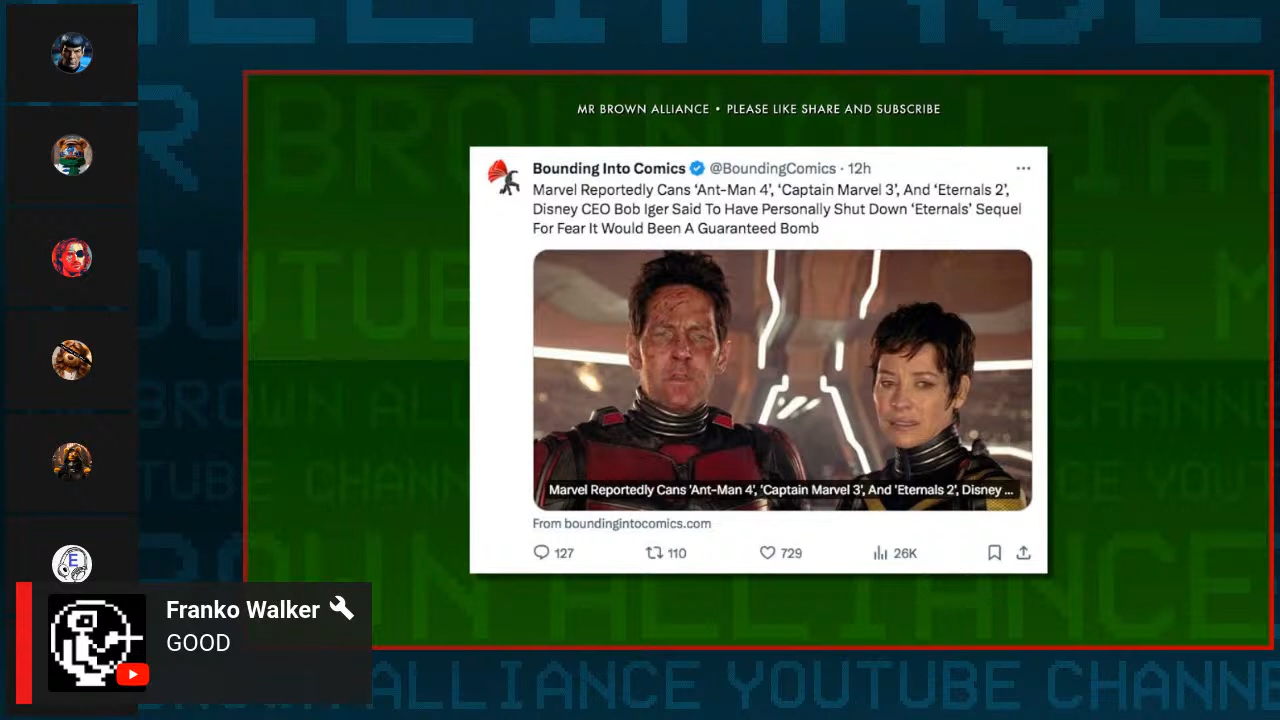 MR BROWN ALLIANCE • PLEASE LIKE SHARE AND SUBSCRIBE
Bounding Into Comics @BoundingComics · 12h
Marvel Reportedly Cans ‘Ant-Man 4’, ‘Captain Marvel 3’, And ‘Eternals 2’,
Disney CEO Bob Iger Said To Have Personally Shut Down ‘Eternals’ Sequel
For Fear It Would Been A Guaranteed Bomb
Marvel Reportedly Cans 'Ant-Man 4', 'Captain Marvel 3', And 'Eternals 2', Disney ...
From boundingintocomics.com
127 110 729 26K
E
Franko Walker
GOOD
ALLIANCE YOUTUBE CHANNE